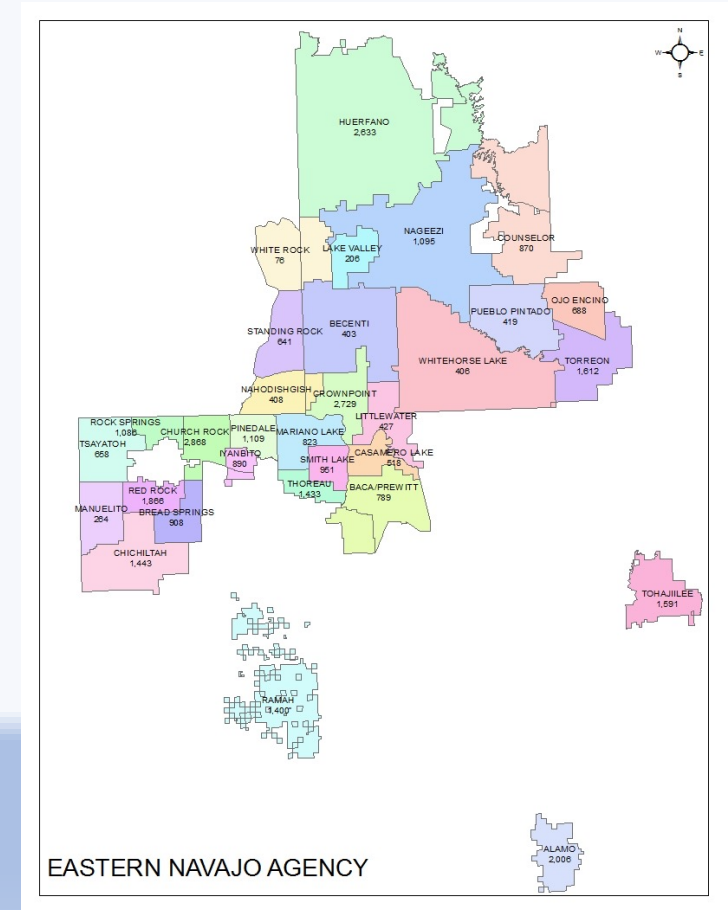 N
W E
S
HUERFANO
2,633
NAGEEZI
1,095
COUNSELOR
870
WHITE ROCK
76
LAKE VALLEY
206
OJO ENCINO
688
PUEBLO PINTADO
419
BECENTI
403
STANDING ROCK
641
WHITEHORSE LAKE
406
TORREON
1,612
NAHODISHGISH
408
CROWNPOINT
2,729
LITTLEWATER
427
ROCK SPRINGS
1,086
TSAYATOH
658
CHURCH ROCK
2,868
PINEDALE
1,109
MARIANO LAKE
823
IYANBITO
890
SMITH LAKE
951
CASAMERO LAKE
518
THOREAU
1,433
BACA/PREWITT
789
RED ROCK
1,866
MANUELITO
264
BREAD SPRINGS
908
CHICHILTAH
1,443
TOHAJIILEE
1,591
RAMAH
1,400
ALAMO
2,006
EASTERN NAVAJO AGENCY